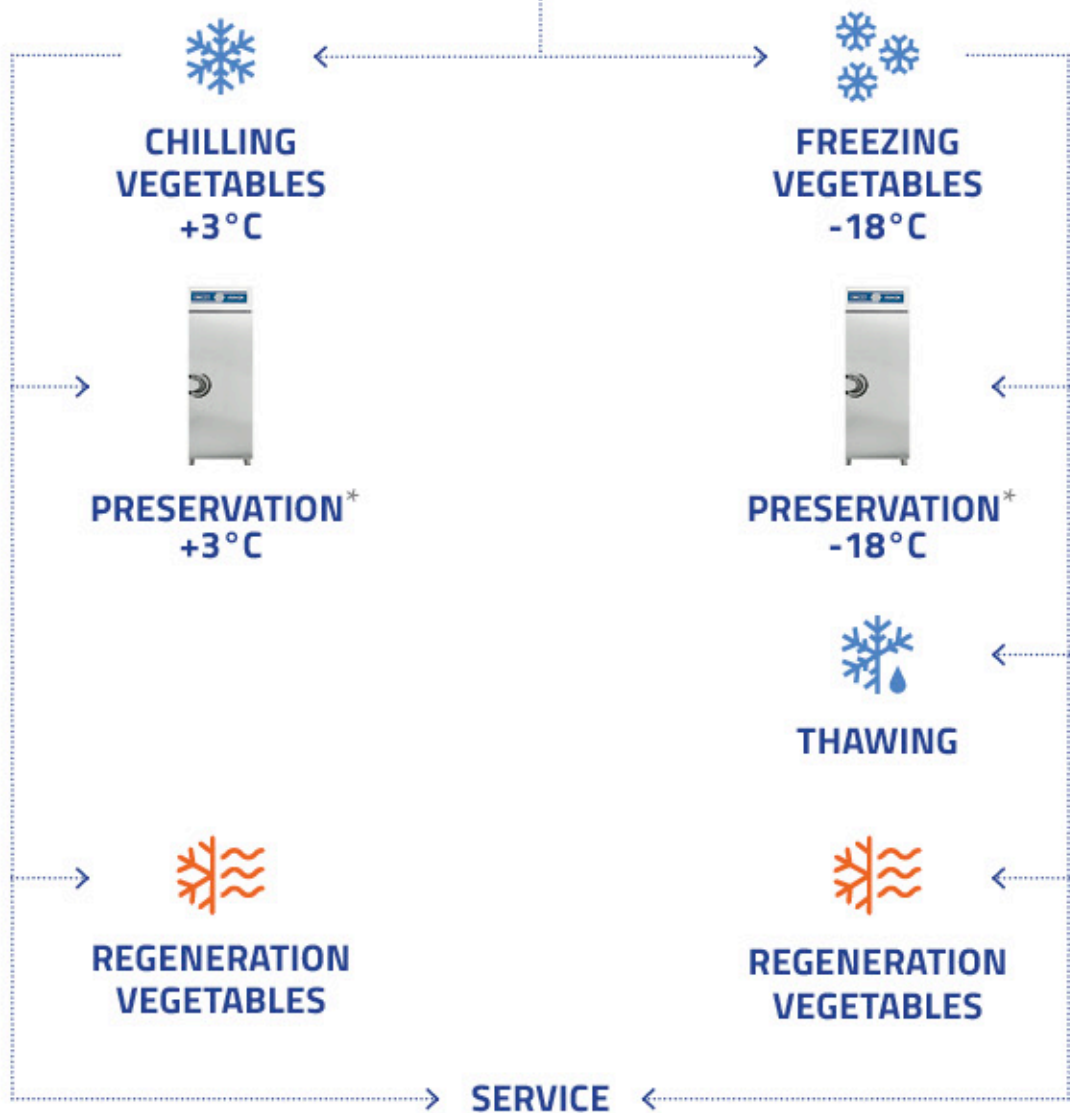 CHILLING
VEGETABLES
+3°C
FREEZING
VEGETABLES
-18°C
PRESERVATION*
+3°C
PRESERVATION*
-18°C
THAWING
REGENERATION
VEGETABLES
REGENERATION
VEGETABLES
SERVICE